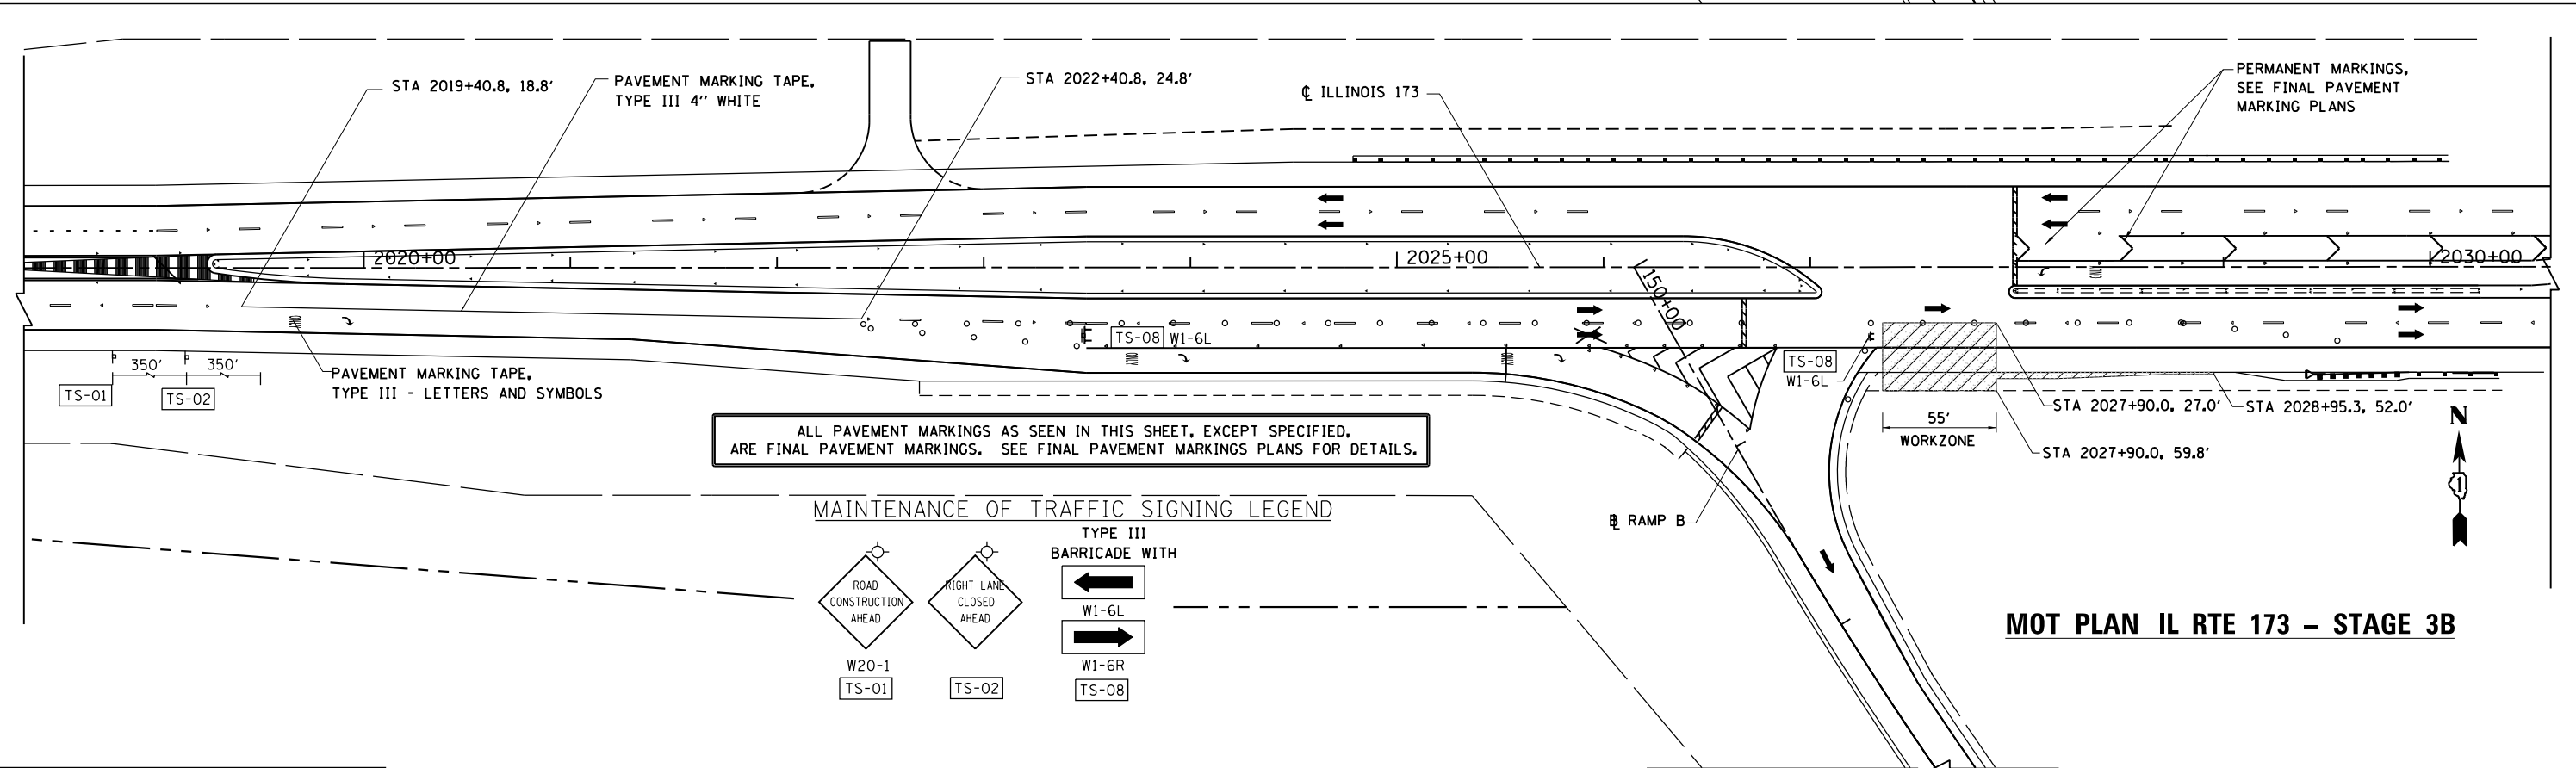 STA 2019+40.8, 18.8'
PAVEMENT MARKING TAPE,
TYPE III 4" WHITE
STA 2022+40.8, 24.8'
℄ ILLINOIS 173
PERMANENT MARKINGS,
SEE FINAL PAVEMENT
MARKING PLANS
2020+00
2025+00
2030+00
150+00
TS-08 W1-6L
TS-08
W1-6L
350' 350'
TS-01
TS-02
PAVEMENT MARKING TAPE,
TYPE III - LETTERS AND SYMBOLS
ALL PAVEMENT MARKINGS AS SEEN IN THIS SHEET, EXCEPT SPECIFIED,
ARE FINAL PAVEMENT MARKINGS. SEE FINAL PAVEMENT MARKINGS PLANS FOR DETAILS.
55'
WORKZONE
STA 2027+90.0, 27.0'
STA 2028+95.3, 52.0'
STA 2027+90.0, 59.8'
N
1
RAMP B
MAINTENANCE OF TRAFFIC SIGNING LEGEND
TYPE III
BARRICADE WITH
ROAD
CONSTRUCTION
AHEAD
W20-1
TS-01
RIGHT LANE
CLOSED
AHEAD
TS-02
W1-6L
W1-6R
TS-08
MOT PLAN IL RTE 173 – STAGE 3B